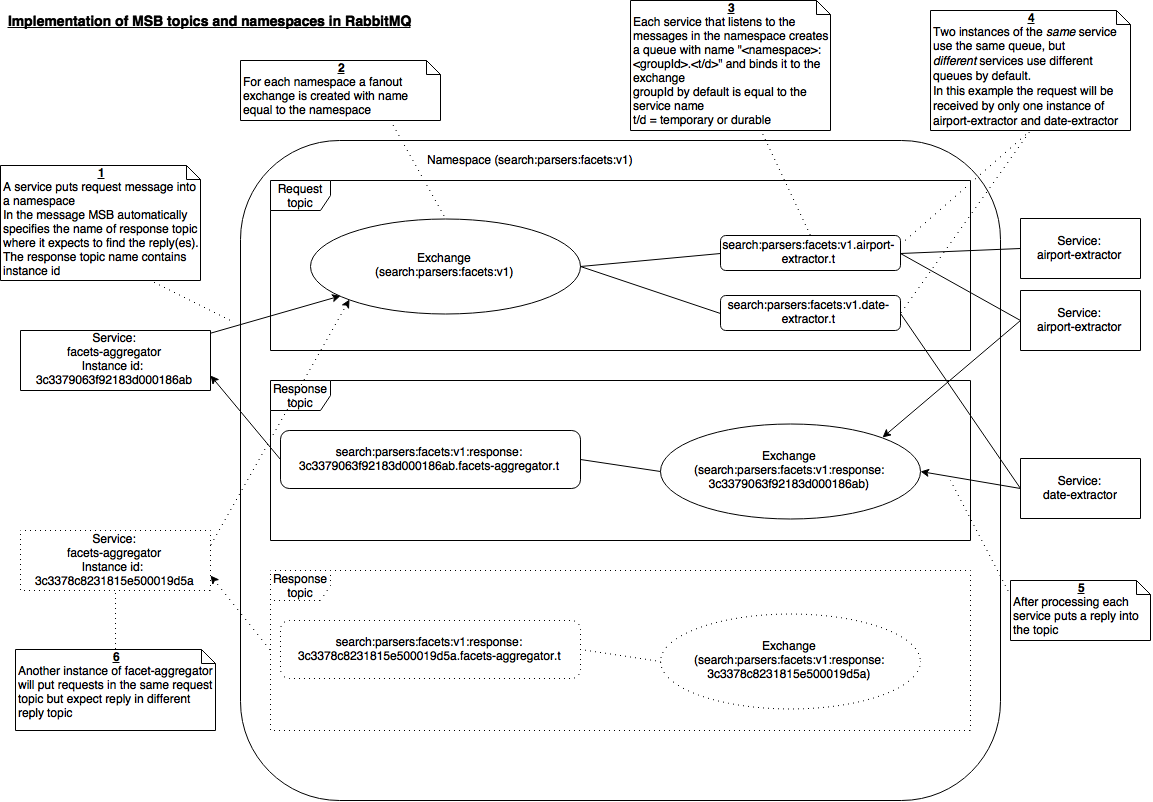 Implementation of MSB topics and namespaces in RabbitMQ
1
A service puts request message into
a namespace
In the message MSB automatically
specifies the name of response topic
where it expects to find the reply(es).
The response topic name contains
instance id
2
For each namespace a fanout
exchange is created with name
equal to the namespace
3
Each service that listens to the
messages in the namespace creates
a queue with name "<namespace>:
<groupId>.<t/d>" and binds it to the
exchange
groupId by default is equal to the
service name
t/d = temporary or durable
4
Two instances of the same service
use the same queue, but
different services use different
queues by default.
In this example the request will be
received by only one instance of
airport-extractor and date-extractor
Namespace (search:parsers:facets:v1)
Request
topic
Exchange
(search:parsers:facets:v1)
search:parsers:facets:v1.airport-
extractor.t
search:parsers:facets:v1.date-
extractor.t
Service:
airport-extractor
Service:
airport-extractor
Service:
facets-aggregator
Instance id:
3c3379063f92183d000186ab
Response
topic
search:parsers:facets:v1:response:
3c3379063f92183d000186ab.facets-aggregator.t
Exchange
(search:parsers:facets:v1:response:
3c3379063f92183d000186ab)
Service:
date-extractor
Service:
facets-aggregator
Instance id:
3c3378c8231815e500019d5a
Response
topic
search:parsers:facets:v1:response:
3c3378c8231815e500019d5a.facets-aggregator.t
Exchange
(search:parsers:facets:v1:response:
3c3378c8231815e500019d5a)
5
After processing each
service puts a reply into
the topic
6
Another instance of facet-aggregator
will put requests in the same request
topic but expect reply in different
reply topic